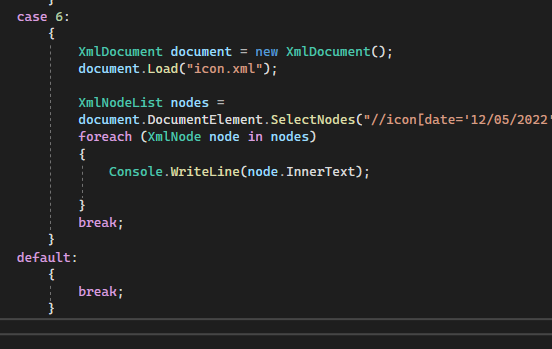 case 6:
{
XmlDocument document = new XmlDocument();
document.Load("icon.xml");
XmlNodeList nodes =
document.DocumentElement.SelectNodes("//icon[date='12/05/2022'
foreach (XmlNode node in nodes)
{
Console.WriteLine(node.InnerText);
}
break;
}
default:
{
break;
}